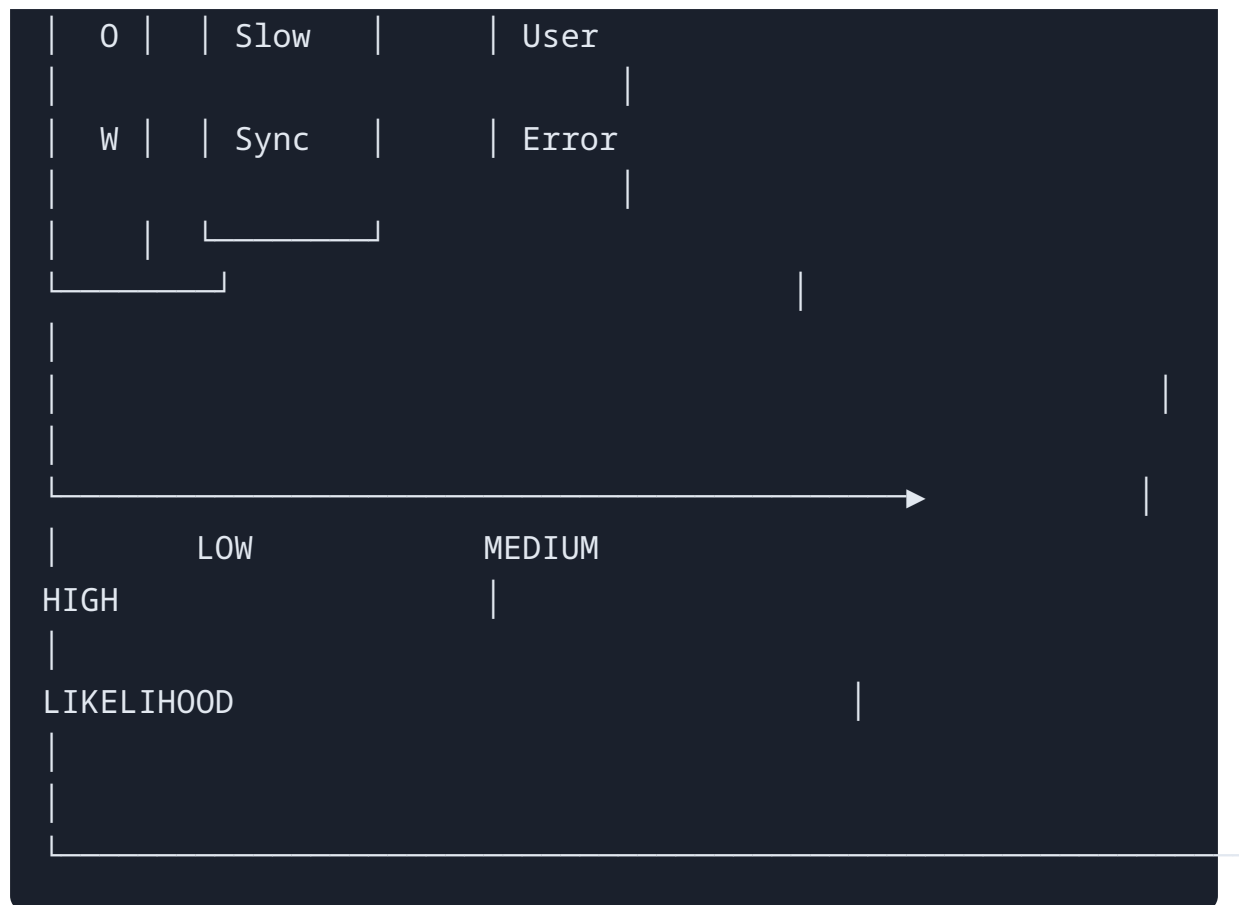 │ O │ │ Slow │ │ User
│ │
│ W │ │ Sync │ │ Error
│ │
│ │ └─────────┘
└─────────┘ │
│
│ │
│
└─────────────────────────────────────────────▶ │
│ LOW MEDIUM
HIGH │
│
LIKELIHOOD │
│
│
└──────────────────────────────────────────────────────────────